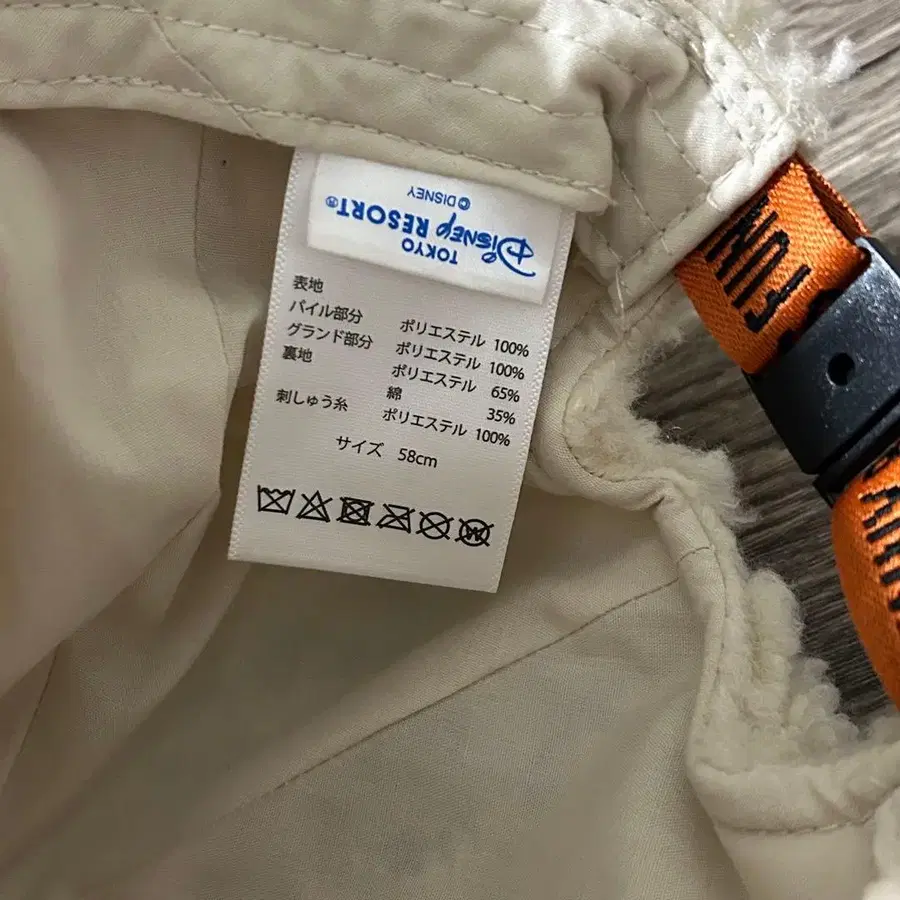 TOKYO
Disney RESORT®
© DISNEY
表地
パイル部分 ポリエステル 100%
グランド部分 ポリエステル 100%
裏地 ポリエステル 65%
綿 35%
刺しゅう糸 ポリエステル 100%
サイズ 58cm
W
FUN